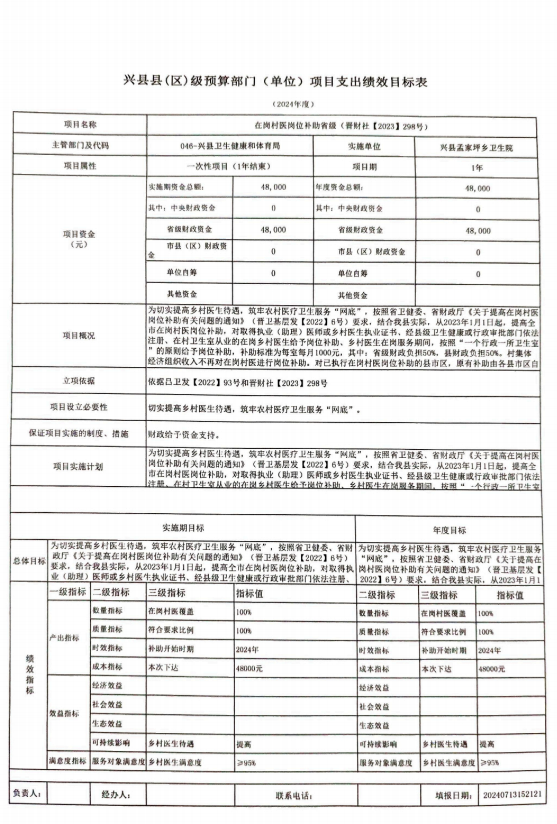 兴县县(区)级预算部门（单位）项目支出绩效目标表
（2024年度）
项目名称 在岗村医岗位补助省级（晋财社【2023】298号）
主管部门及代码 046-兴县卫生健康和体育局 实施单位 兴县孟家坪乡卫生院
项目属性 一次性项目（1年结束） 项目期 1年
项目资金
（元）
实施期资金总额: 48,000 年度资金总额: 48,000
其中: 中央财政资金 0 其中: 中央财政资金 0
省级财政资金 48,000 省级财政资金 48,000
市县（区）财政资金 0 市县（区）财政资金 0
单位自筹 0 单位自筹 0
其他资金 其他资金
项目概况
为切实提高乡村医生待遇，筑牢农村医疗卫生服务“网底”，按照省卫健委、省财政厅《关于提高在岗村医
岗位补助有关问题的通知》（晋卫基层发【2022】6号）要求，结合我县实际，从2023年1月1日起，提高全
市在岗村医岗位补助，对取得执业（助理）医师或乡村医生执业证书、经县级卫生健康或行政审批部门依法
注册、在村卫生室从业的在岗乡村医生给予岗位补助、乡村医生在岗服务期间，按照“一个行政一所卫生室
”的原则给予岗位补助，补助标准为每室每月1000元，其中: 省级财政负担50%，县财政负担50%。村集体
经济组织收入不再对在岗村医进行岗位补助、对已执行在岗村医岗位补助的县市区，原有补助由各县市区自
立项依据 依据吕卫发【2022】93号和晋财社【2023】298号
项目设立必要性 切实提高乡村医生待遇，筑牢农村医疗卫生服务“网底”。
保证项目实施的制度、措施 财政给予资金支持。
项目实施计划
为切实提高乡村医生待遇，筑牢农村医疗卫生服务“网底”，按照省卫健委、省财政厅《关于提高在岗村医
岗位补助有关问题的通知》（晋卫基层发【2022】6号）要求，结合我县实际，从2023年1月1日起，提高全
市在岗村医岗位补助，对取得执业（助理）医师或乡村医生执业证书、经县级卫生健康或行政审批部门依法
注册、在村卫生室从业的在岗乡村医生给予岗位补助、乡村医生在岗服务期间，按照“一个行政一所卫生室
实施期目标 年度目标
总体目标
为切实提高乡村医生待遇，筑牢农村医疗卫生服务“网底”，按照省卫健委、省财
政厅《关于提高在岗村医岗位补助有关问题的通知》（晋卫基层发【2022】6号）
要求，结合我县实际，从2023年1月1日起，提高全市在岗村医岗位补助，对取得执
业（助理）医师或乡村医生执业证书、经县级卫生健康或行政审批部门依法注册、
为切实提高乡村医生待遇，筑牢农村医疗卫生服务
“网底”，按照省卫健委、省财政厅《关于提高在
岗村医岗位补助有关问题的通知》（晋卫基层发【
2022】6号）要求，结合我县实际，从2023年1月1
绩效指标
一级指标 二级指标 三级指标 指标值 二级指标 三级指标 指标值
产出指标
数量指标 在岗村医覆盖 100% 数量指标 在岗村医覆盖 100%
质量指标 符合要求比例 100% 质量指标 符合要求比例 100%
时效指标 补助开始时期 2024年 时效指标 补助开始时期 2024年
成本指标 本次下达 48000元 成本指标 本次下达 48000元
效益指标
经济效益 经济效益
社会效益 社会效益
生态效益 生态效益
可持续影响 乡村医生待遇 提高 可持续影响 乡村医生待遇 提高
满意度指标 服务对象满意度 乡村医生满意度 ≥95% 服务对象满意度 乡村医生满意度 ≥95%
负责人: 经办人: 联系电话: 填报日期: 20240713152121